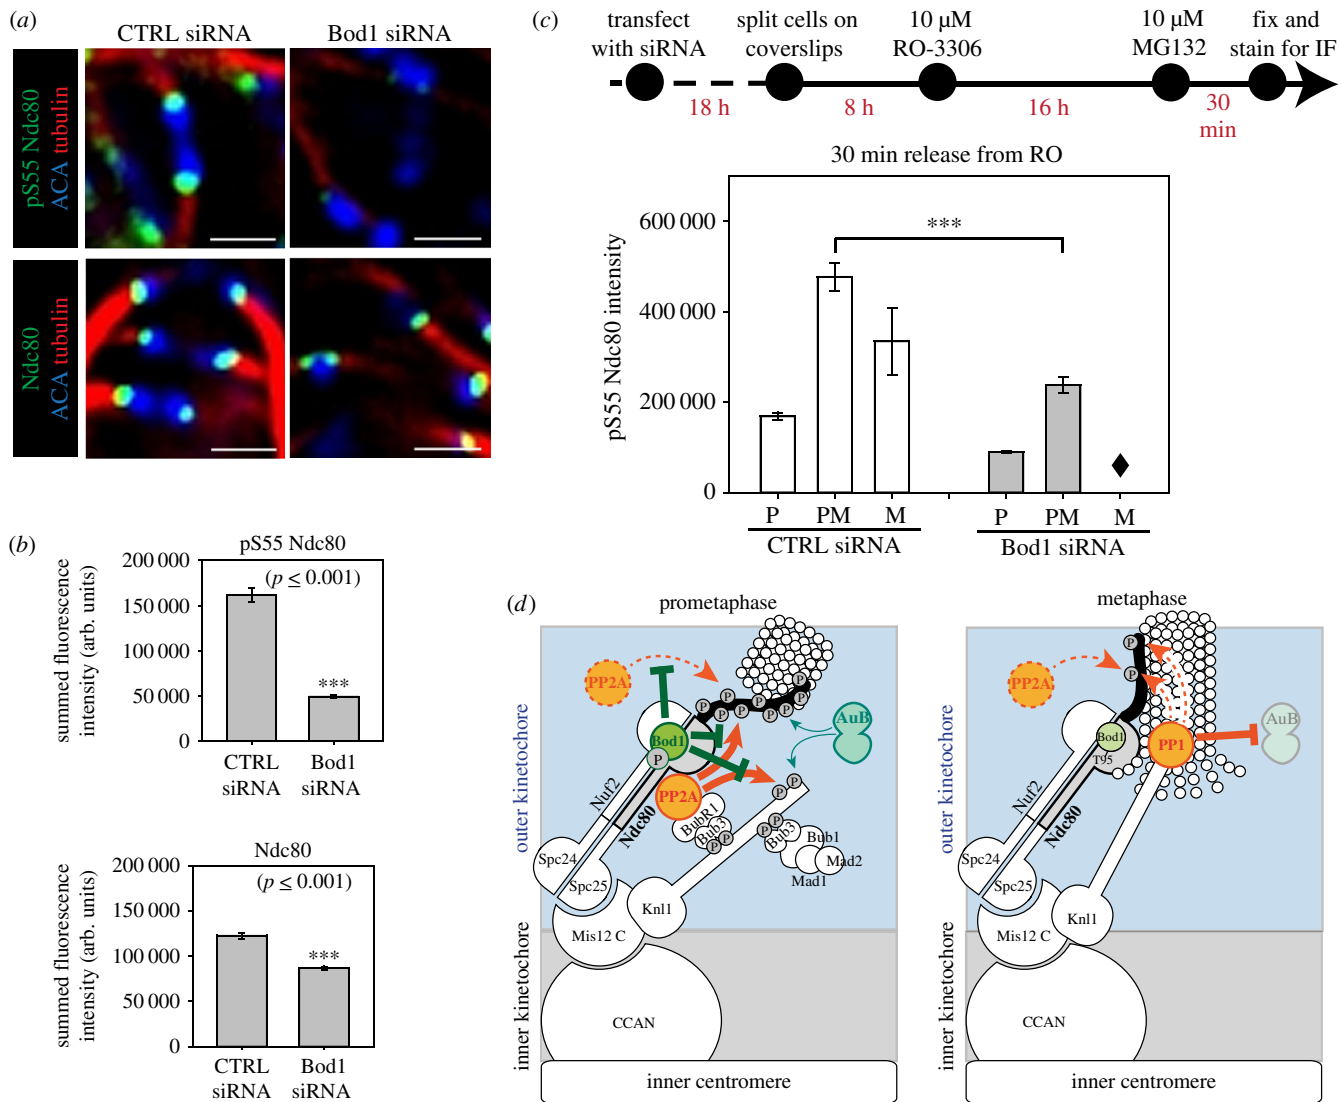 (a)
CTRL siRNA
Bod1 siRNA
pS55 Ndc80
ACA tubulin
Ndc80
ACA tubulin
(b)
pS55 Ndc80
(p ≤ 0.001)
summed fluorescence
intensity (arb. units)
200 000
150 000
100 000
50 000
0
***
CTRL
siRNA
Bod1
siRNA
Ndc80
(p ≤ 0.001)
summed fluorescence
intensity (arb. units)
200 000
150 000
100 000
50 000
0
***
CTRL
siRNA
Bod1
siRNA
(c)
transfect
with siRNA
split cells on
coverslips
10 µM
RO-3306
10 µM
MG132
fix and
stain for IF
18 h
8 h
16 h
30
min
30 min release from RO
pS55 Ndc80 intensity
600 000
400 000
200 000
0
***
P
PM
M
P
PM
M
CTRL siRNA
Bod1 siRNA
(d)
prometaphase
outer kinetochore
inner kinetochore
PP2A
P
P
P
P
P
P
P
P
P
AuB
Bod1
P
PP2A
Nuf2
Ndc80
BubR1
Bub3
P
P
P
P
P
P
Bub3
Bub1
Mad2
Mad1
Spc24
Spc25
Knl1
Mis12 C
CCAN
inner centromere
metaphase
outer kinetochore
inner kinetochore
PP2A
P
P
Bod1
T95
PP1
AuB
Nuf2
Ndc80
Spc24
Spc25
Knl1
Mis12 C
CCAN
inner centromere